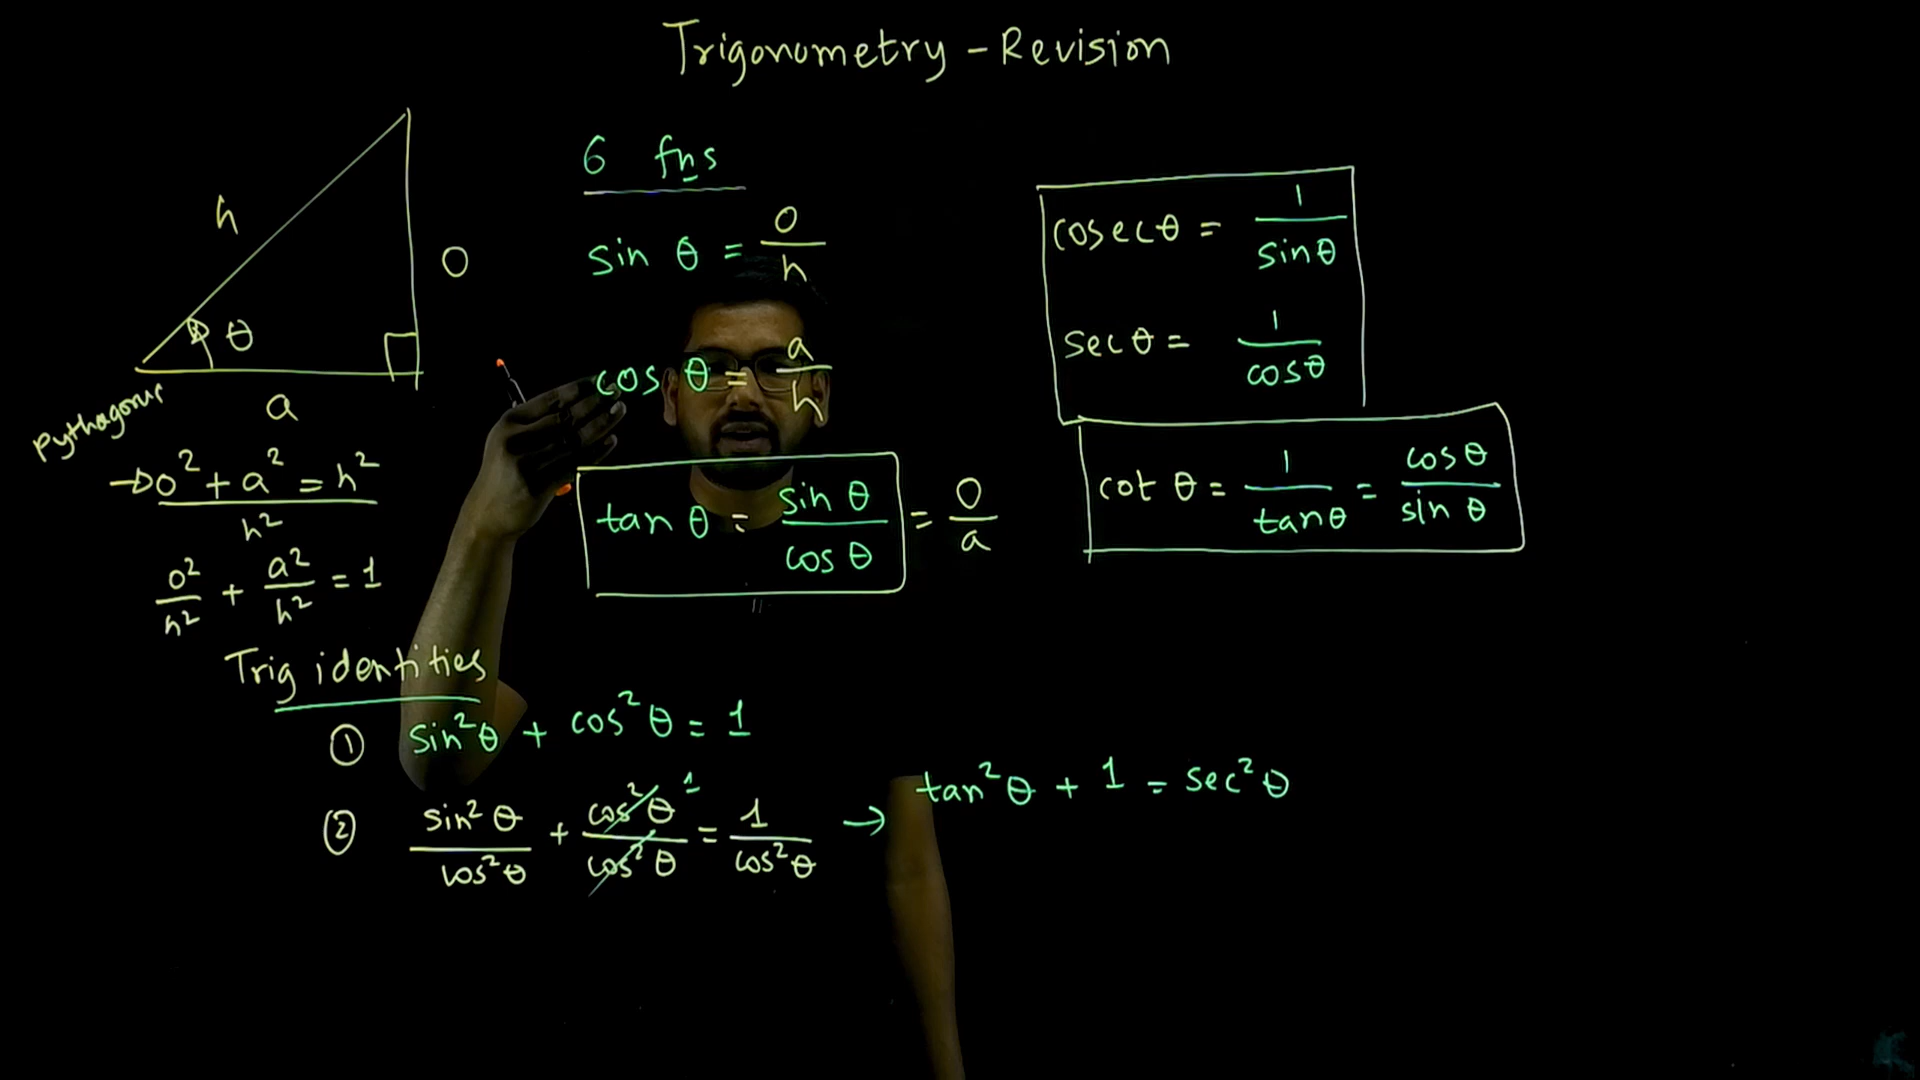 Trigonometry - Revision
h
O
θ
a
6 fns
sin θ = O/h
cos θ = a/h
tan θ = sin θ/cos θ = O/a
cosecθ = 1/sinθ
secθ = 1/cosθ
cot θ = 1/tanθ = cosθ/sin θ
Pythagorus
→ o² + a² = h²
h²
o²/h² + a²/h² = 1
Trig identities
① sin²θ + cos²θ = 1
② sin²θ/cos²θ + cos²θ/cos²θ 1 = 1/cos²θ → tan²θ + 1 = sec²θ